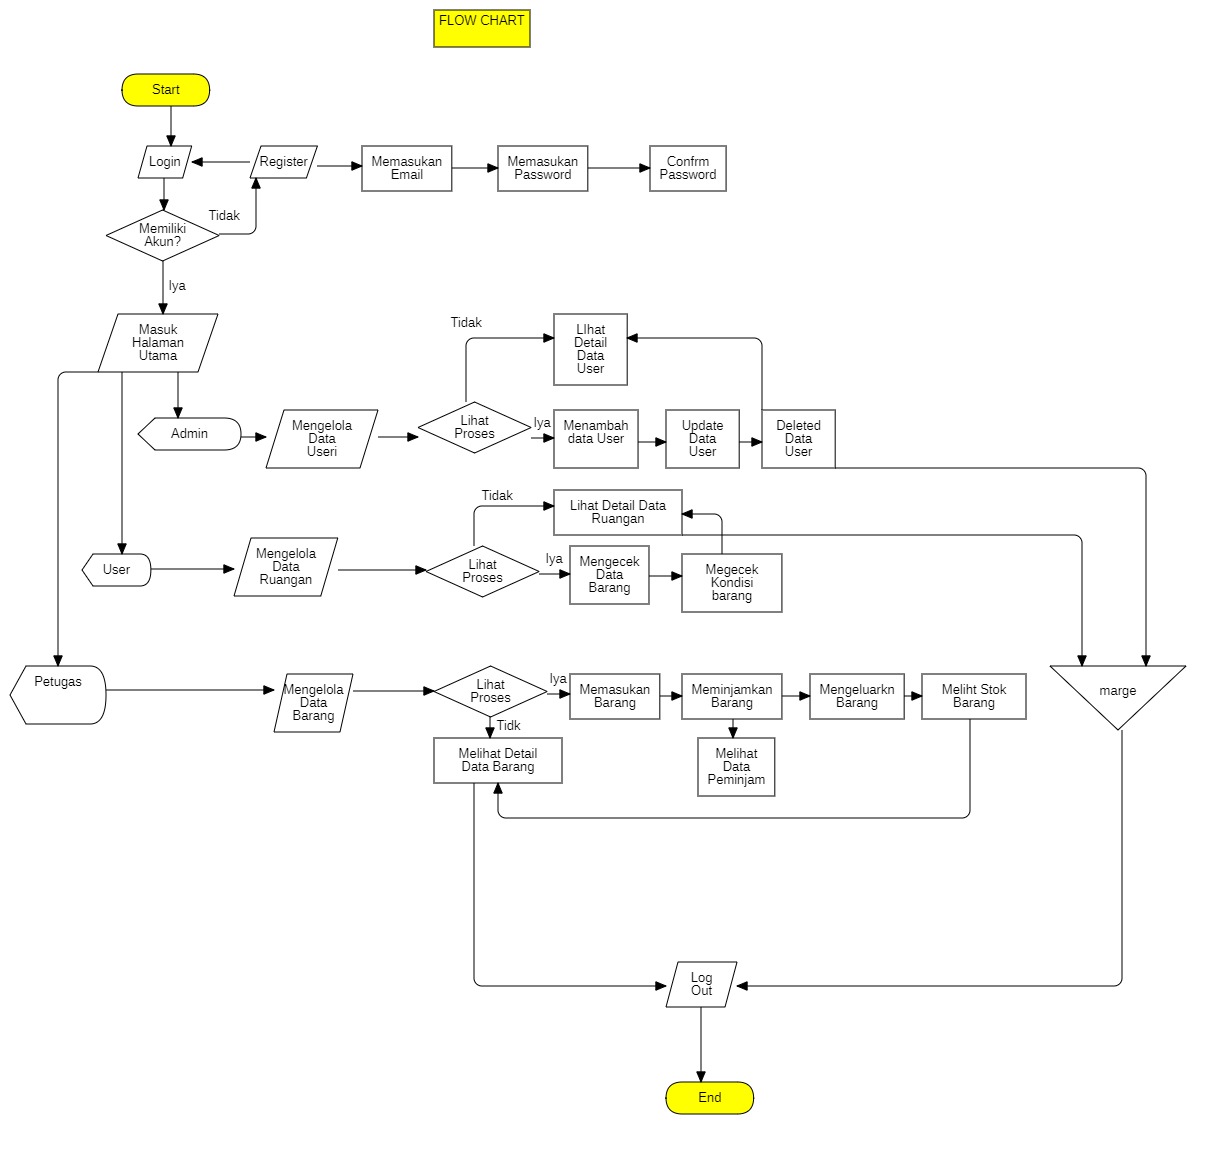 FLOW CHART
Start
Login
Register
Memasukan
Email
Memasukan
Password
Confrm
Password
Memiliki
Akun?
Tidak
Iya
Masuk
Halaman
Utama
Tidak
LIhat
Detail
Data
User
Admin
Mengelola
Data
Useri
Lihat
Proses
Iya
Menambah
data User
Update
Data
User
Deleted
Data
User
Tidak
Lihat Detail Data
Ruangan
User
Mengelola
Data
Ruangan
Lihat
Proses
Iya
Mengecek
Data
Barang
Megecek
Kondisi
barang
Petugas
Mengelola
Data
Barang
Lihat
Proses
Iya
Memasukan
Barang
Meminjamkan
Barang
Mengeluarkn
Barang
Meliht Stok
Barang
marge
Tidk
Melihat Detail
Data Barang
Melihat
Data
Peminjam
Log
Out
End